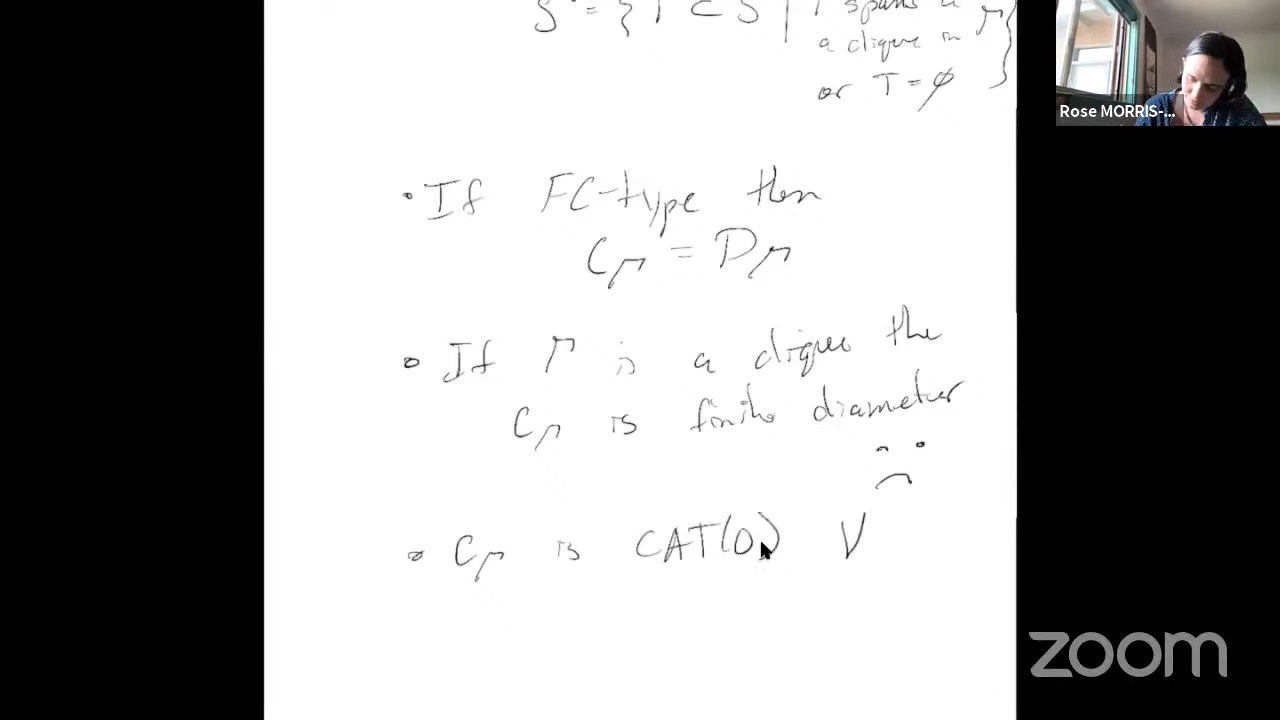 S = { T ⊂ S | T spans a
a clique in Γ }
or T = ∅
• If FC-type then
C_Γ = D_Γ
• If Γ is a clique the
C_Γ is finite diameter
• C_Γ is CAT(0) V
Rose MORRIS-...
zoom